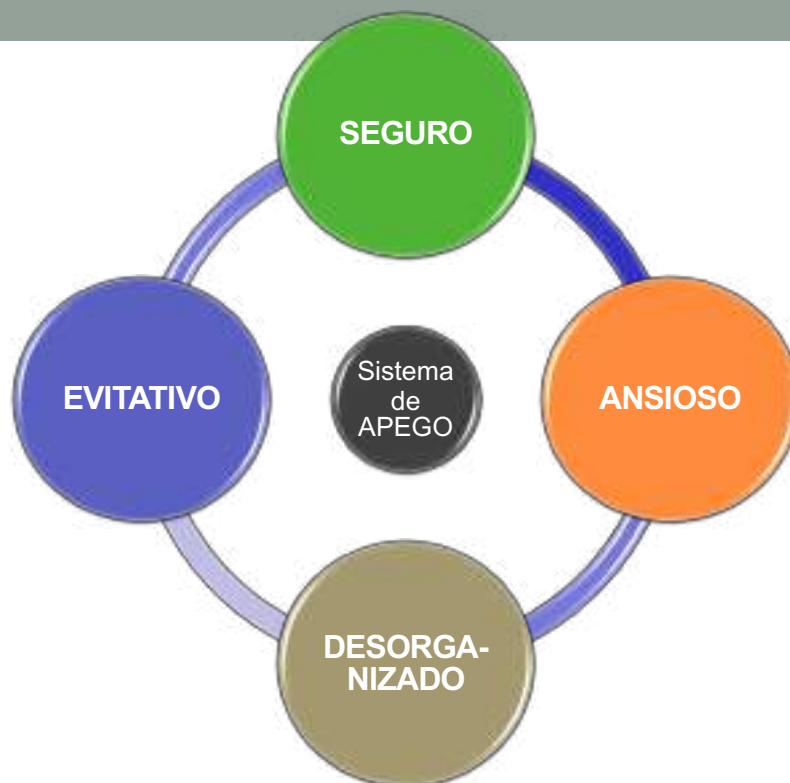 SEGURO
EVITATIVO
Sistema
de
APEGO
ANSIOSO
DESORGA-
NIZADO